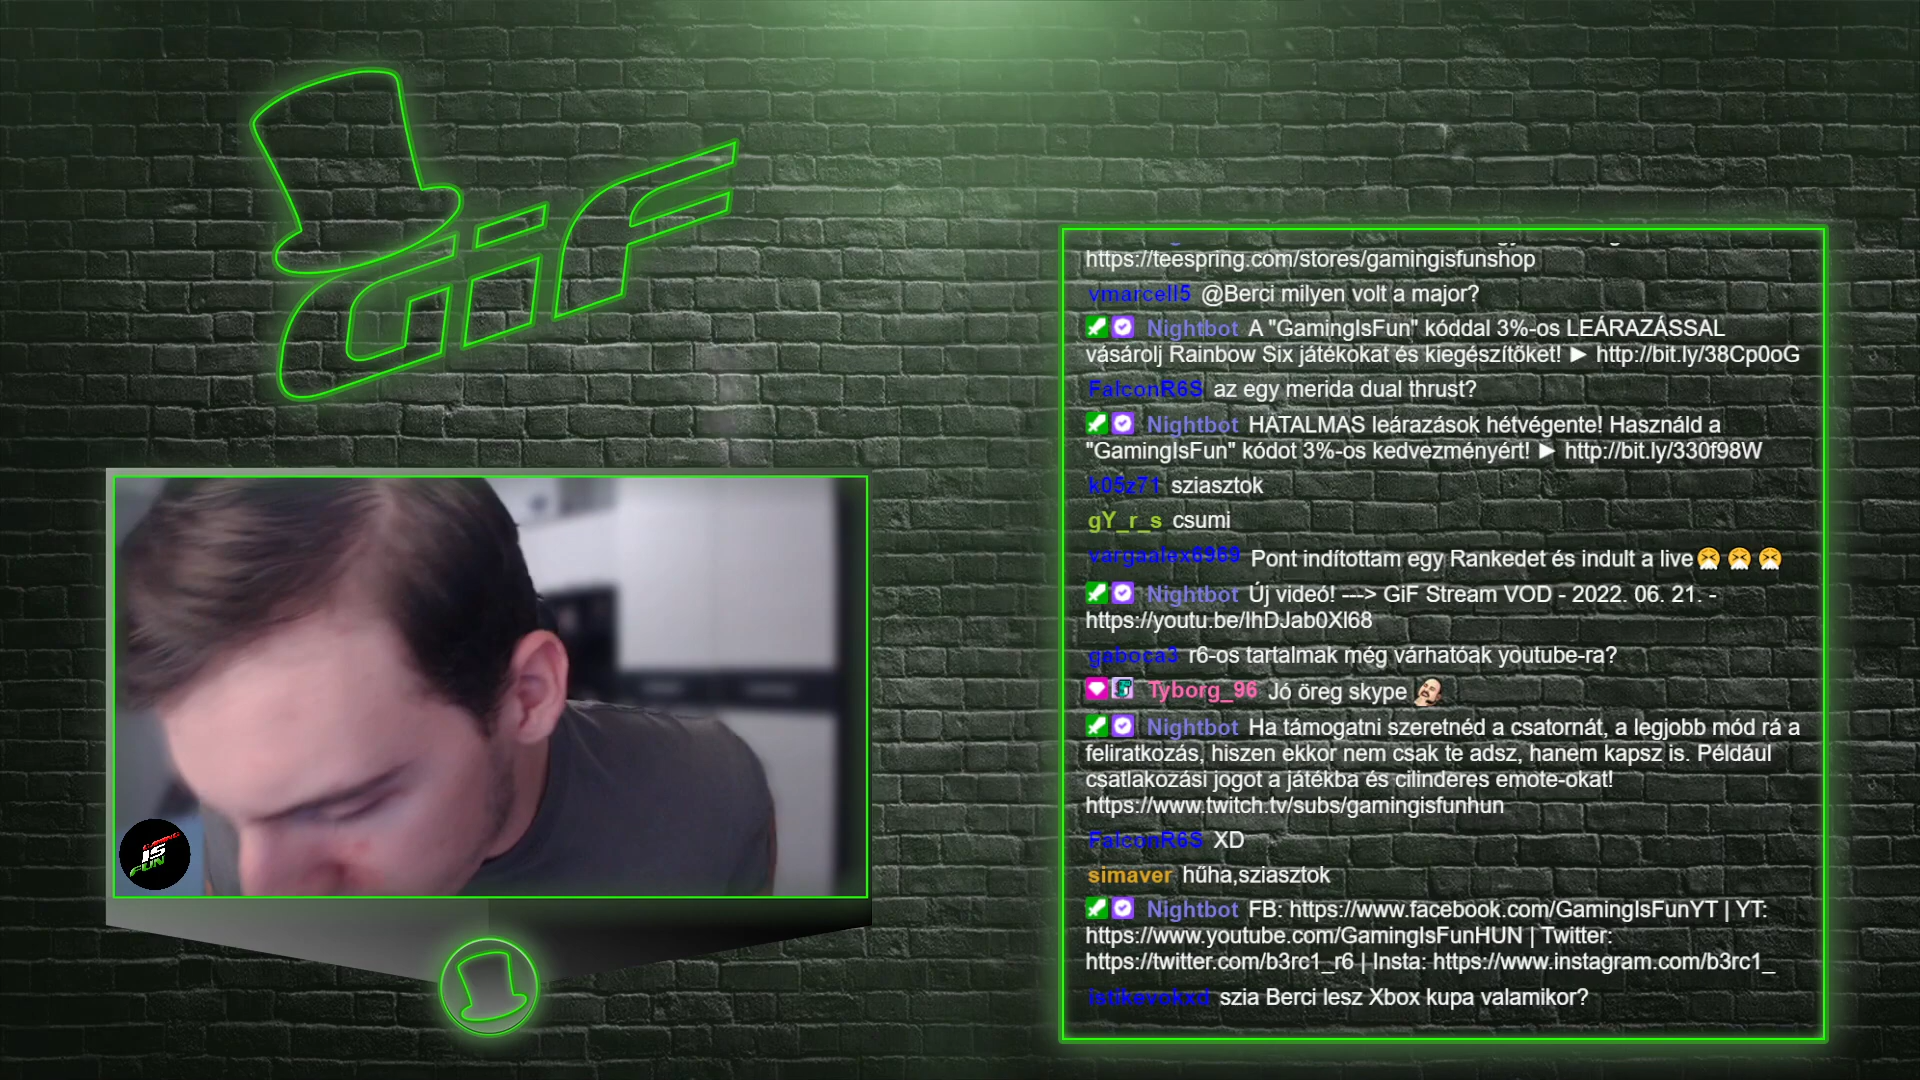 GiF
GAMING
IS
FUN
https://teespring.com/stores/gamingisfunshop
vmarcell5 @Berci milyen volt a major?
Nightbot A "GamingIsFun" kóddal 3%-os LEÁRAZÁSSAL
vásárolj Rainbow Six játékokat és kiegészítőket! ► http://bit.ly/38Cp0oG
FalconR6S az egy merida dual thrust?
Nightbot HATALMAS leárazások hétvégente! Használd a
"GamingIsFun" kódot 3%-os kedvezményért! ► http://bit.ly/330f98W
k05z71 sziasztok
gY_r_s csumi
vargaalex6969 Pont indítottam egy Rankedet és indult a live😤 😤 😤
Nightbot Új videó! ---> GiF Stream VOD - 2022. 06. 21. -
https://youtu.be/IhDJab0Xl68
gaboca3 r6-os tartalmak még várhatóak youtube-ra?
Tyborg_96 Jó öreg skype
Nightbot Ha támogatni szeretnéd a csatornát, a legjobb mód rá a
feliratkozás, hiszen ekkor nem csak te adsz, hanem kapsz is. Például
csatlakozási jogot a játékba és cilinderes emote-okat!
https://www.twitch.tv/subs/gamingisfunhun
FalconR6S XD
simaver hűha,sziasztok
Nightbot FB: https://www.facebook.com/GamingIsFunYT | YT:
https://www.youtube.com/GamingIsFunHUN | Twitter:
https://twitter.com/b3rc1_r6 | Insta: https://www.instagram.com/b3rc1_
istikevokxd szia Berci lesz Xbox kupa valamikor?